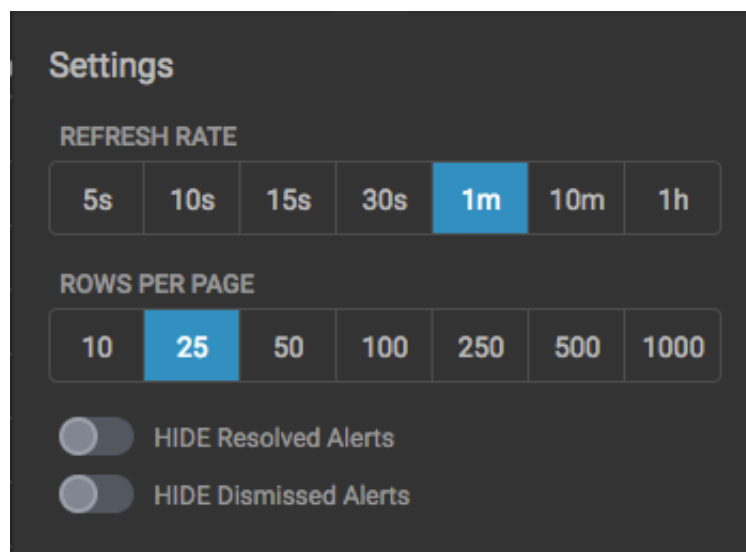 Settings
REFRESH RATE
5s 10s 15s 30s 1m 10m 1h
ROWS PER PAGE
10 25 50 100 250 500 1000
HIDE Resolved Alerts
HIDE Dismissed Alerts